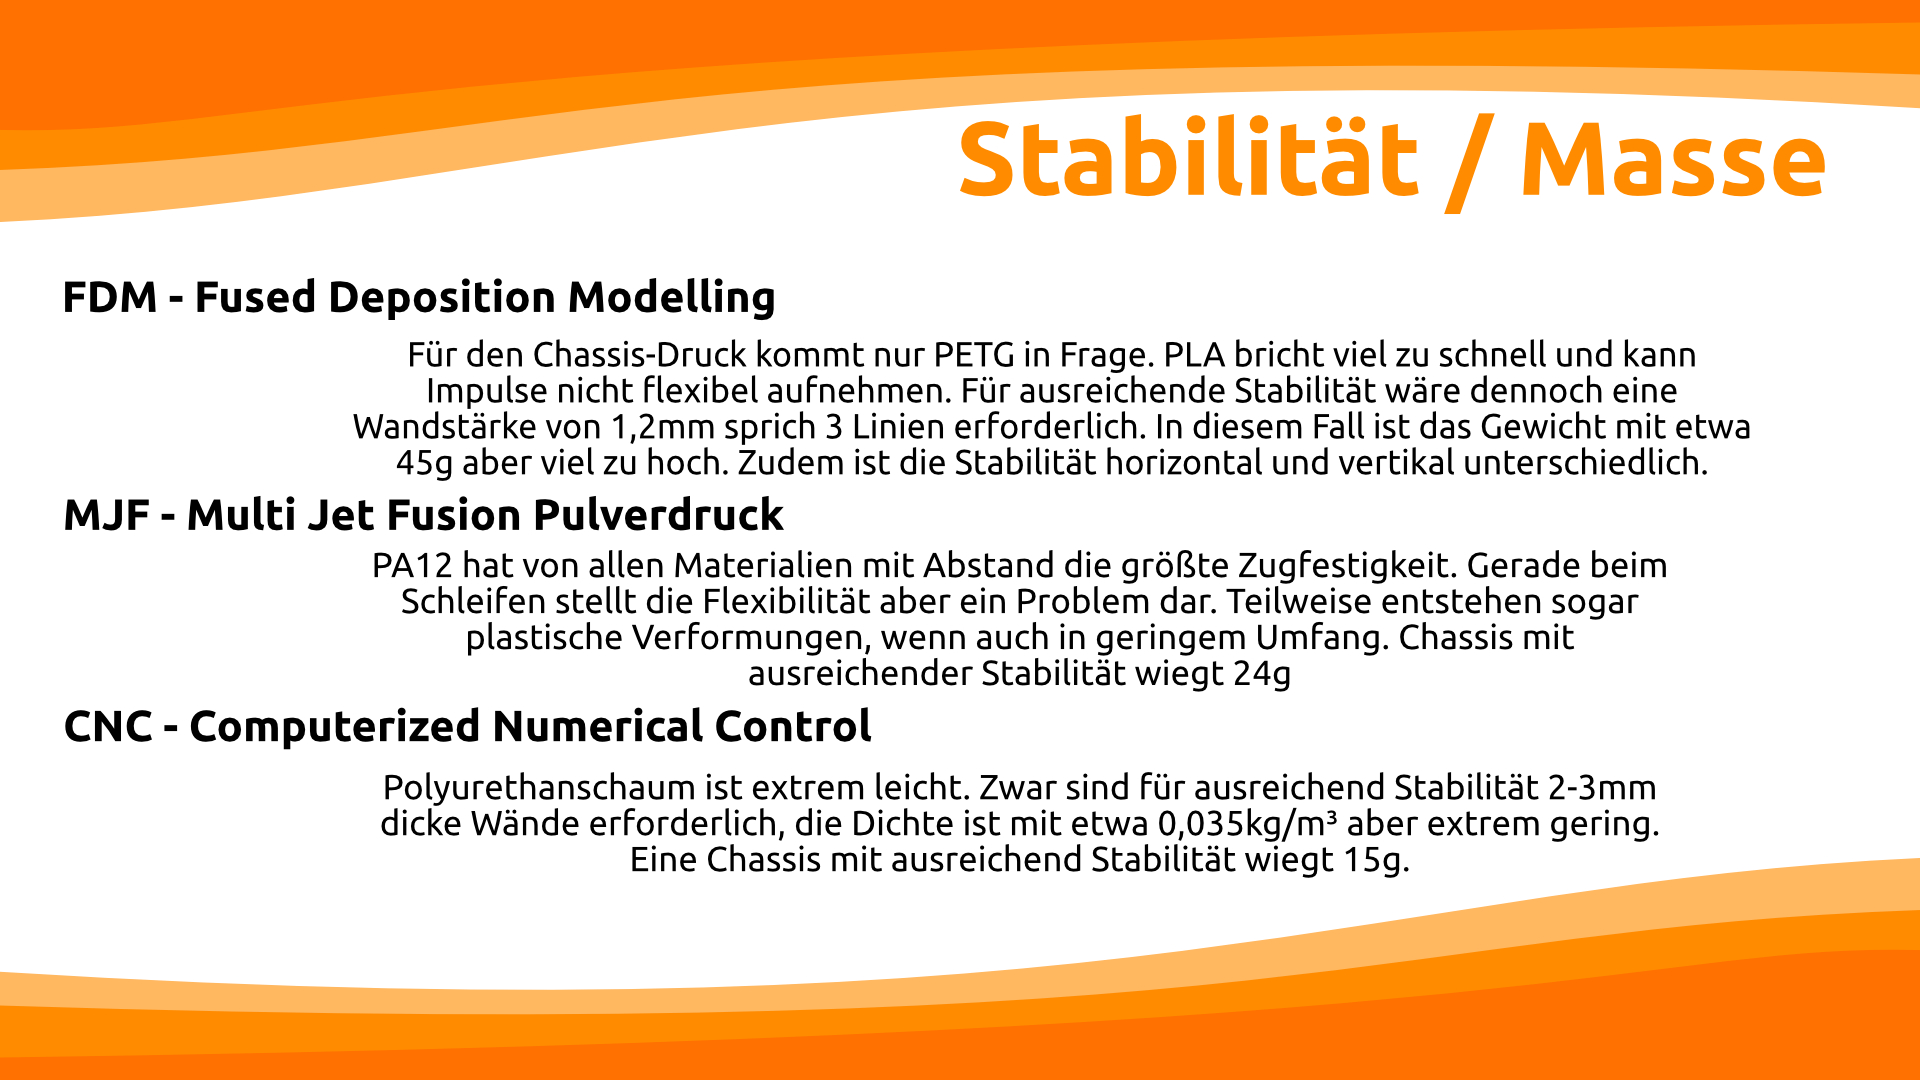 Stabilität / Masse
FDM - Fused Deposition Modelling
Für den Chassis-Druck kommt nur PETG in Frage. PLA bricht viel zu schnell und kann
Impulse nicht flexibel aufnehmen. Für ausreichende Stabilität wäre dennoch eine
Wandstärke von 1,2mm sprich 3 Linien erforderlich. In diesem Fall ist das Gewicht mit etwa
45g aber viel zu hoch. Zudem ist die Stabilität horizontal und vertikal unterschiedlich.
MJF - Multi Jet Fusion Pulverdruck
PA12 hat von allen Materialien mit Abstand die größte Zugfestigkeit. Gerade beim
Schleifen stellt die Flexibilität aber ein Problem dar. Teilweise entstehen sogar
plastische Verformungen, wenn auch in geringem Umfang. Chassis mit
ausreichender Stabilität wiegt 24g
CNC - Computerized Numerical Control
Polyurethanschaum ist extrem leicht. Zwar sind für ausreichend Stabilität 2-3mm
dicke Wände erforderlich, die Dichte ist mit etwa 0,035kg/m³ aber extrem gering.
Eine Chassis mit ausreichend Stabilität wiegt 15g.